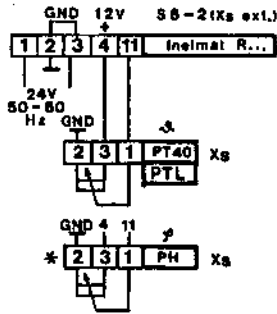 GND 12V S6-2 (Xs ext.)
+
1 2 3 4 11 Inelmat R...
24V
50-60
Hz GND ϑ
2 3 1 PT40 Xs
PTL
GND 4 11 φ
* 2 3 1 PH Xs